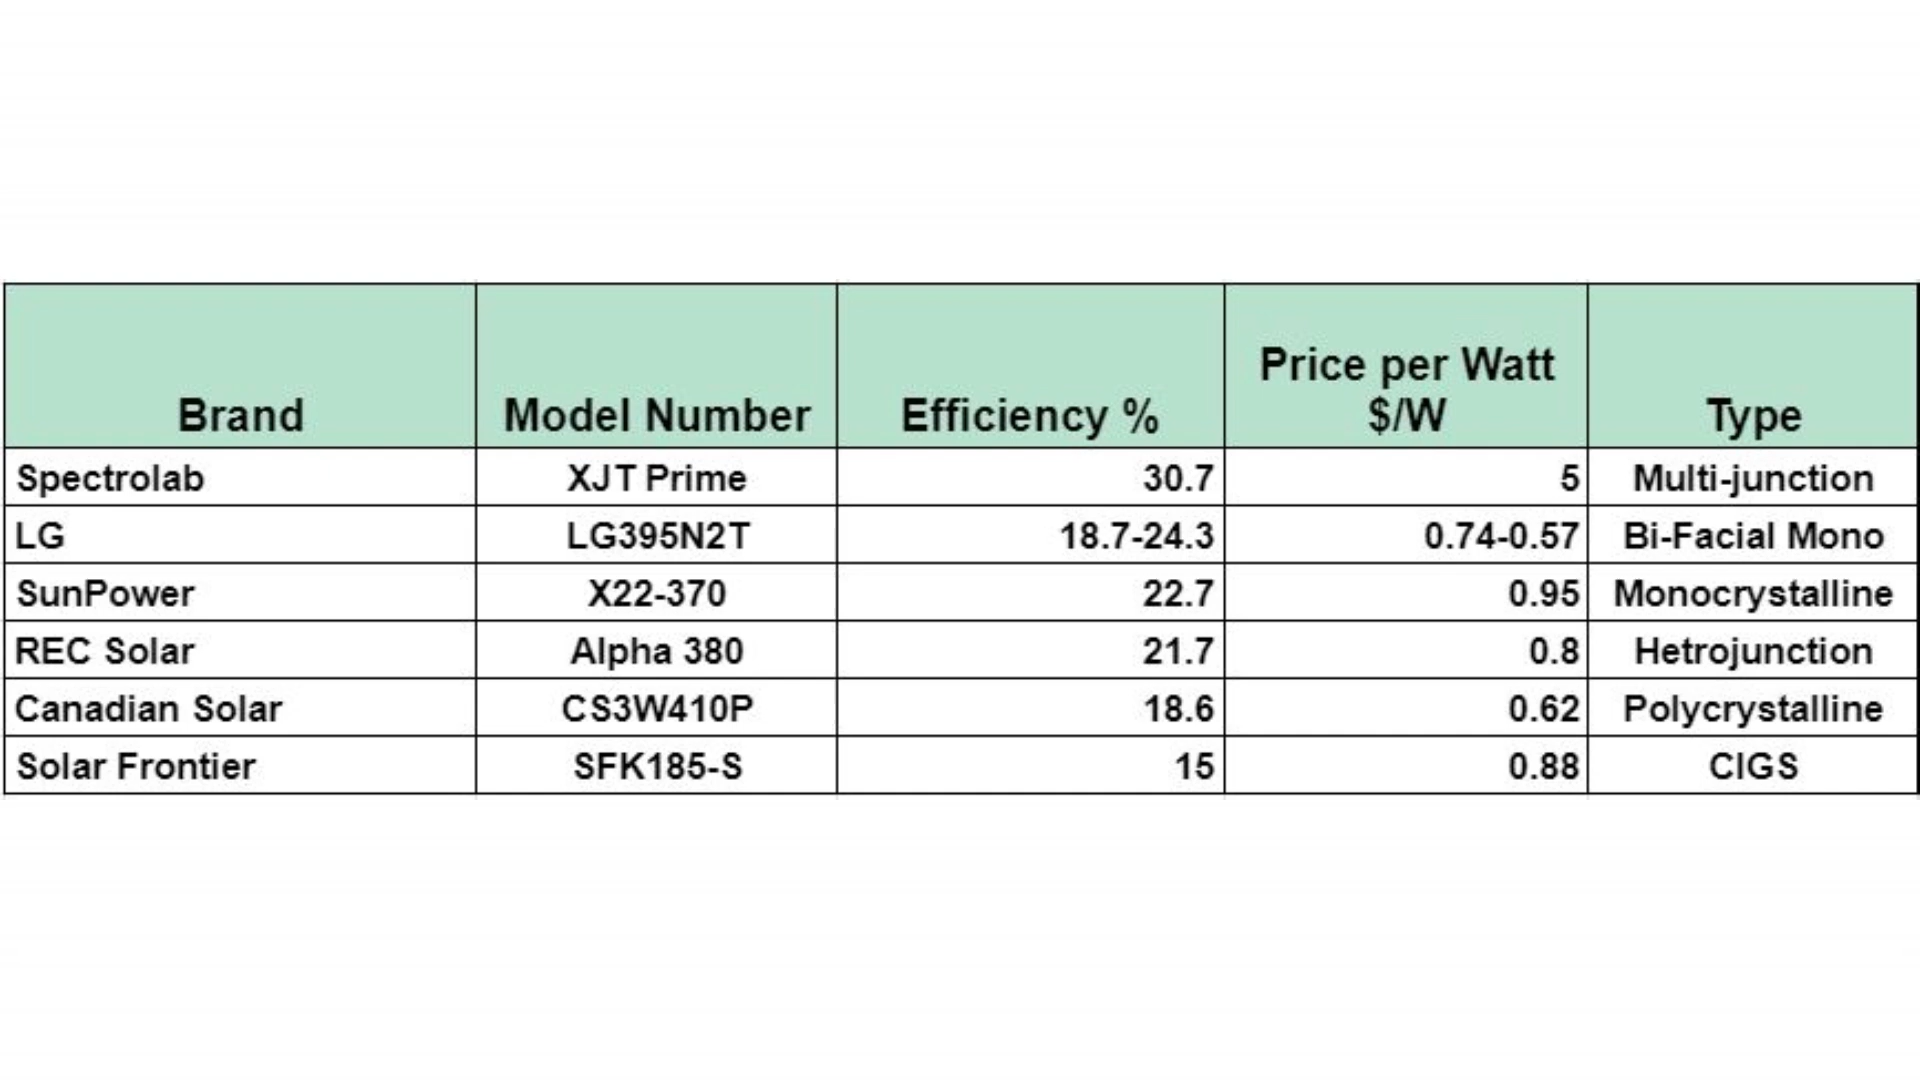 Brand Model Number Efficiency % Price per Watt $/W Type
Spectrolab XJT Prime 30.7 5 Multi-junction
LG LG395N2T 18.7-24.3 0.74-0.57 Bi-Facial Mono
SunPower X22-370 22.7 0.95 Monocrystalline
REC Solar Alpha 380 21.7 0.8 Hetrojunction
Canadian Solar CS3W410P 18.6 0.62 Polycrystalline
Solar Frontier SFK185-S 15 0.88 CIGS